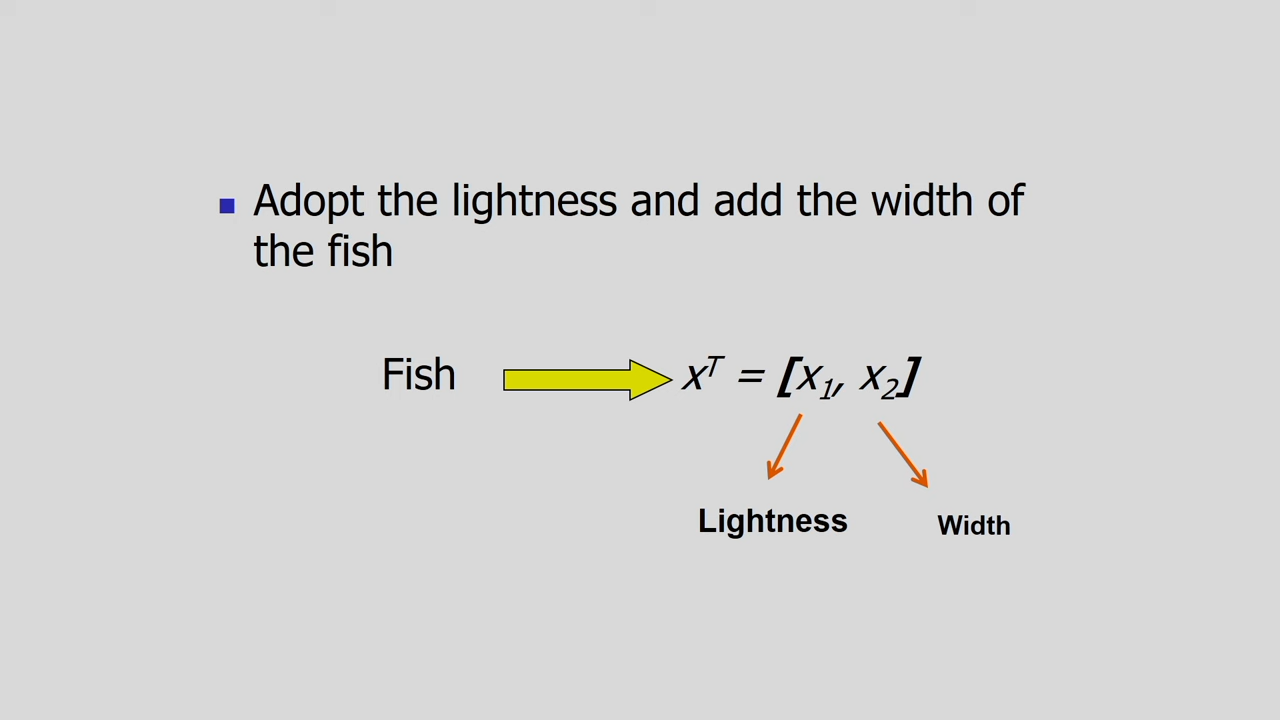 Adopt the lightness and add the width of
the fish
Fish xᵀ = [x₁, x₂]
Lightness Width